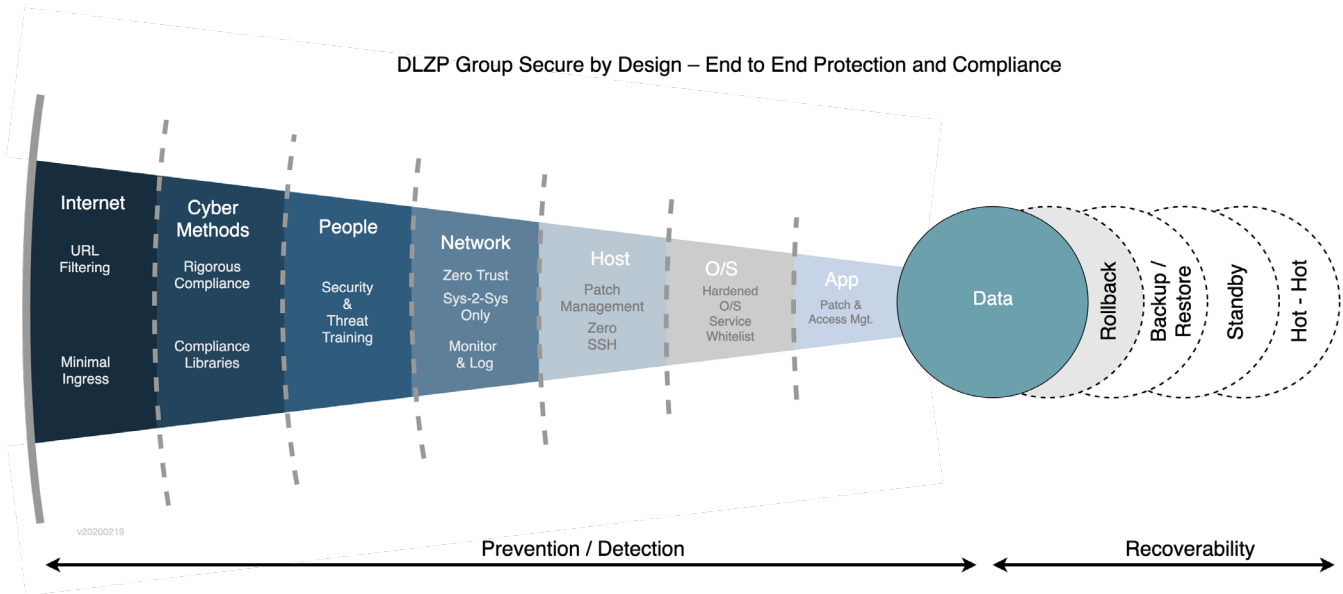 DLZP Group Secure by Design – End to End Protection and Compliance
Internet
URL
Filtering
Minimal
Ingress
Cyber
Methods
Rigorous
Compliance
Compliance
Libraries
People
Security
&
Threat
Training
Network
Zero Trust
Sys-2-Sys
Only
Monitor
& Log
Host
Patch
Management
Zero
SSH
O/S
Hardened
O/S
Service
Whitelist
App
Patch &
Access Mgt.
Data
Rollback
Backup /
Restore
Standby
Hot - Hot
v20200219
Prevention / Detection
Recoverability